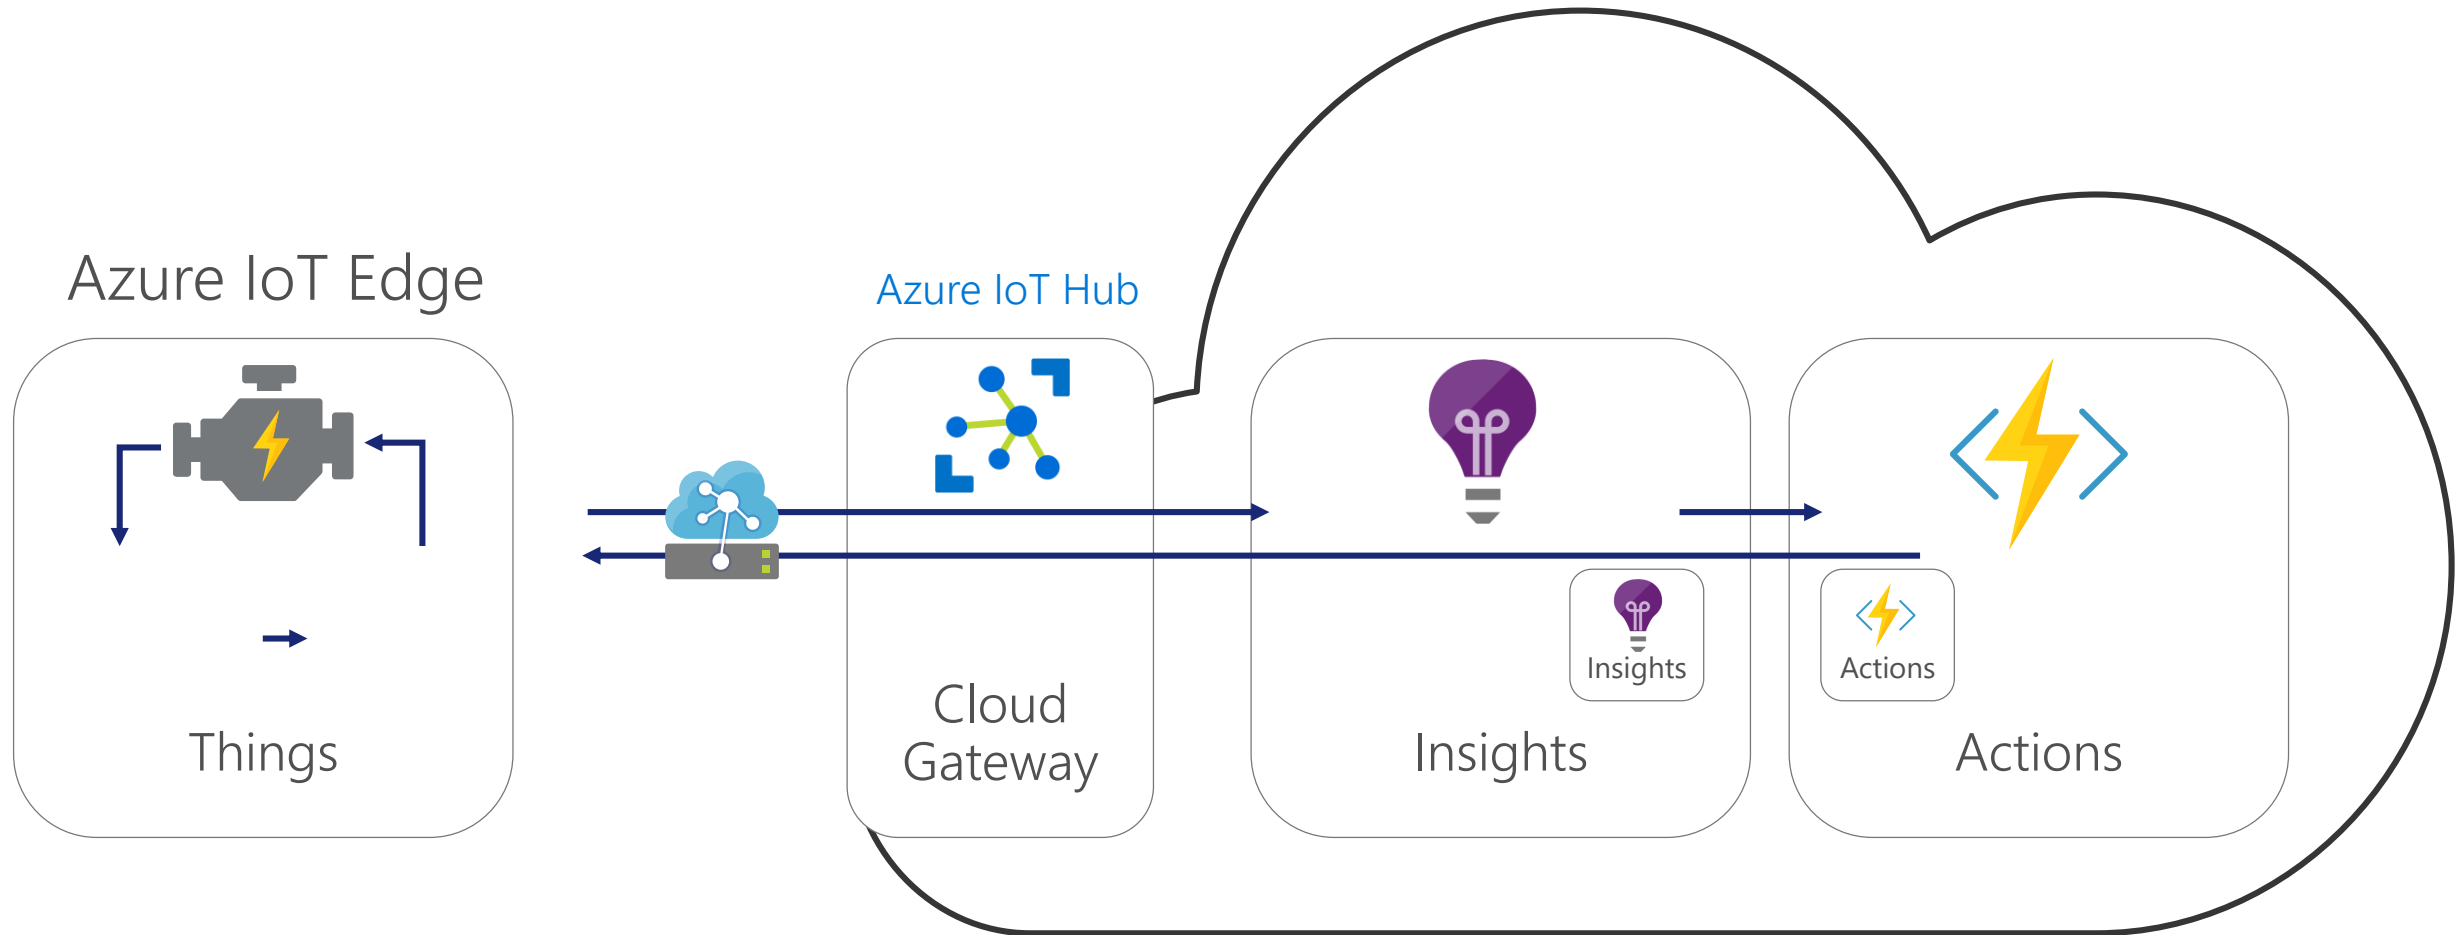 Azure IoT Edge
Azure IoT Hub
Things
Cloud
Gateway
Insights
Insights
Actions
Actions